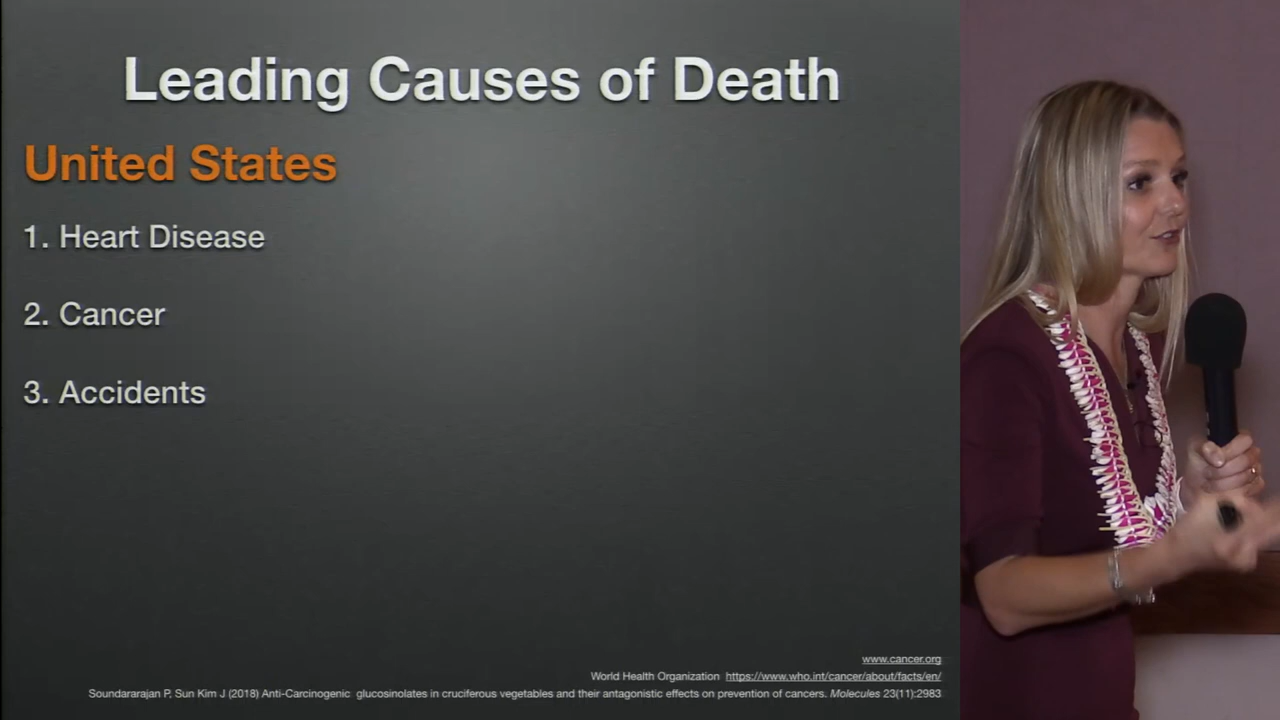 Leading Causes of Death
United States
1. Heart Disease
2. Cancer
3. Accidents
www.cancer.org
World Health Organization https://www.who.int/cancer/about/facts/en/
Soundararajan P, Sun Kim J (2018) Anti-Carcinogenic glucosinolates in cruciferous vegetables and their antagonistic effects on prevention of cancers. Molecules 23(11):2983